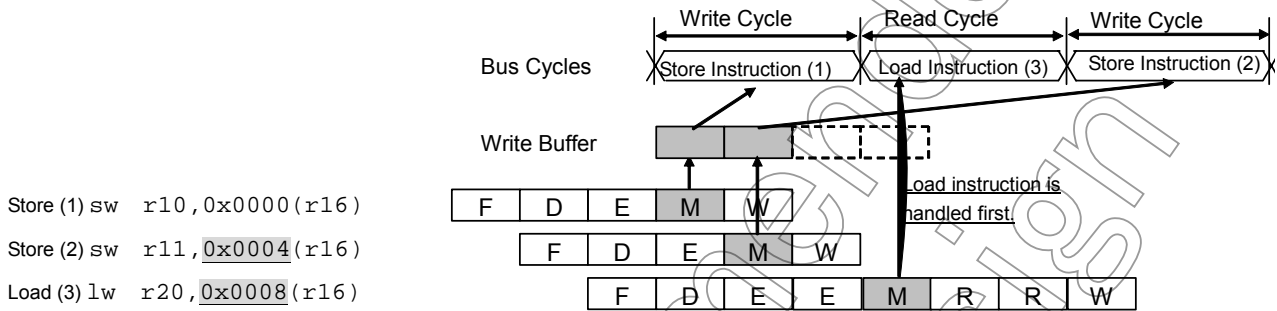 Write Cycle Read Cycle Write Cycle
Bus Cycles Store Instruction (1) Load Instruction (3) Store Instruction (2)
Write Buffer
Load instruction is
handled first.
Store (1) sw r10,0x0000(r16) F D E M W
Store (2) sw r11,0x0004(r16) F D E M W
Load (3) lw r20,0x0008(r16) F D E E M R R W